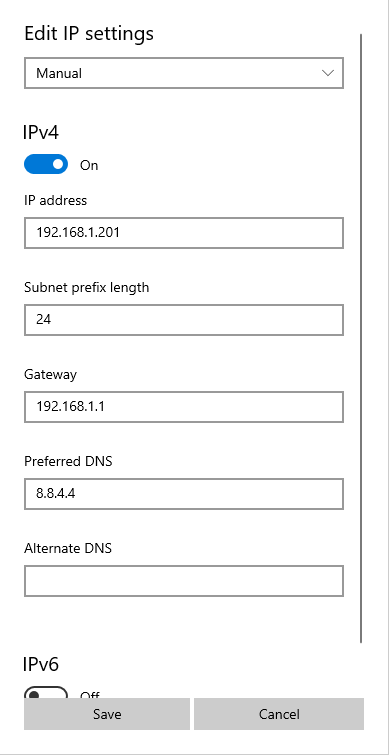 Edit IP settings
Manual
IPv4
On
IP address
192.168.1.201
Subnet prefix length
24
Gateway
192.168.1.1
Preferred DNS
8.8.4.4
Alternate DNS
IPv6
Off
Save
Cancel